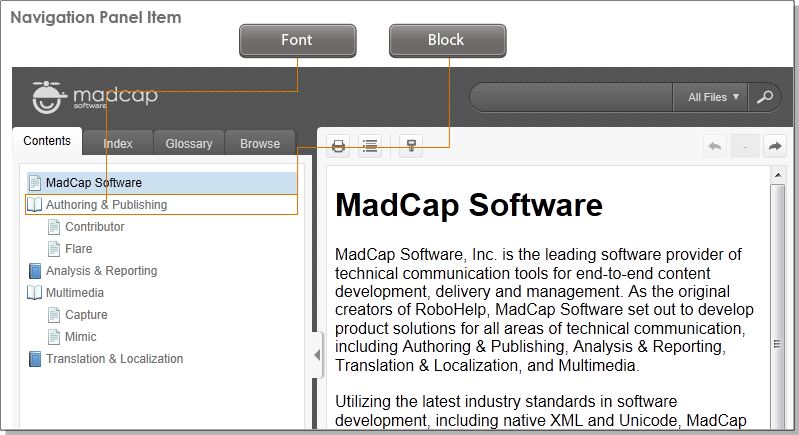 Navigation Panel Item
Font
Block
madcap
software
All Files
Contents
Index
Glossary
Browse
-
MadCap Software
Authoring & Publishing
Contributor
Flare
Analysis & Reporting
Multimedia
Capture
Mimic
Translation & Localization
MadCap Software
MadCap Software, Inc. is the leading software provider of
technical communication tools for end-to-end content
development, delivery and management. As the original
creators of RoboHelp, MadCap Software set out to develop
product solutions for all areas of technical communication,
including Authoring & Publishing, Analysis & Reporting,
Translation & Localization, and Multimedia.
Utilizing the latest industry standards in software
development, including native XML and Unicode, MadCap